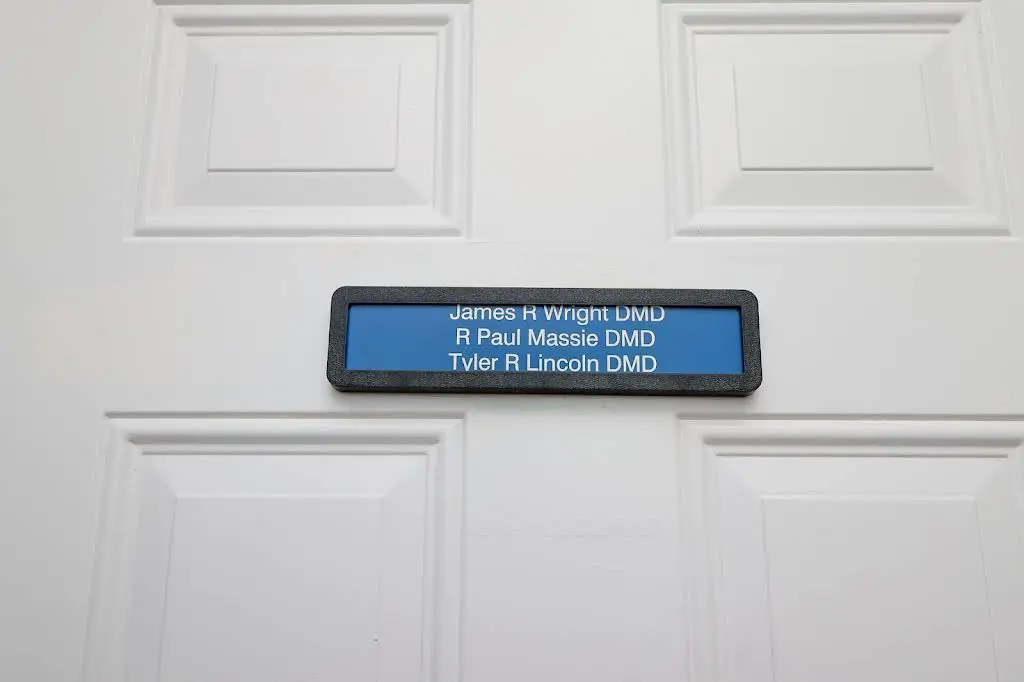 James R Wright DMD
R Paul Massie DMD
Tyler R Lincoln DMD